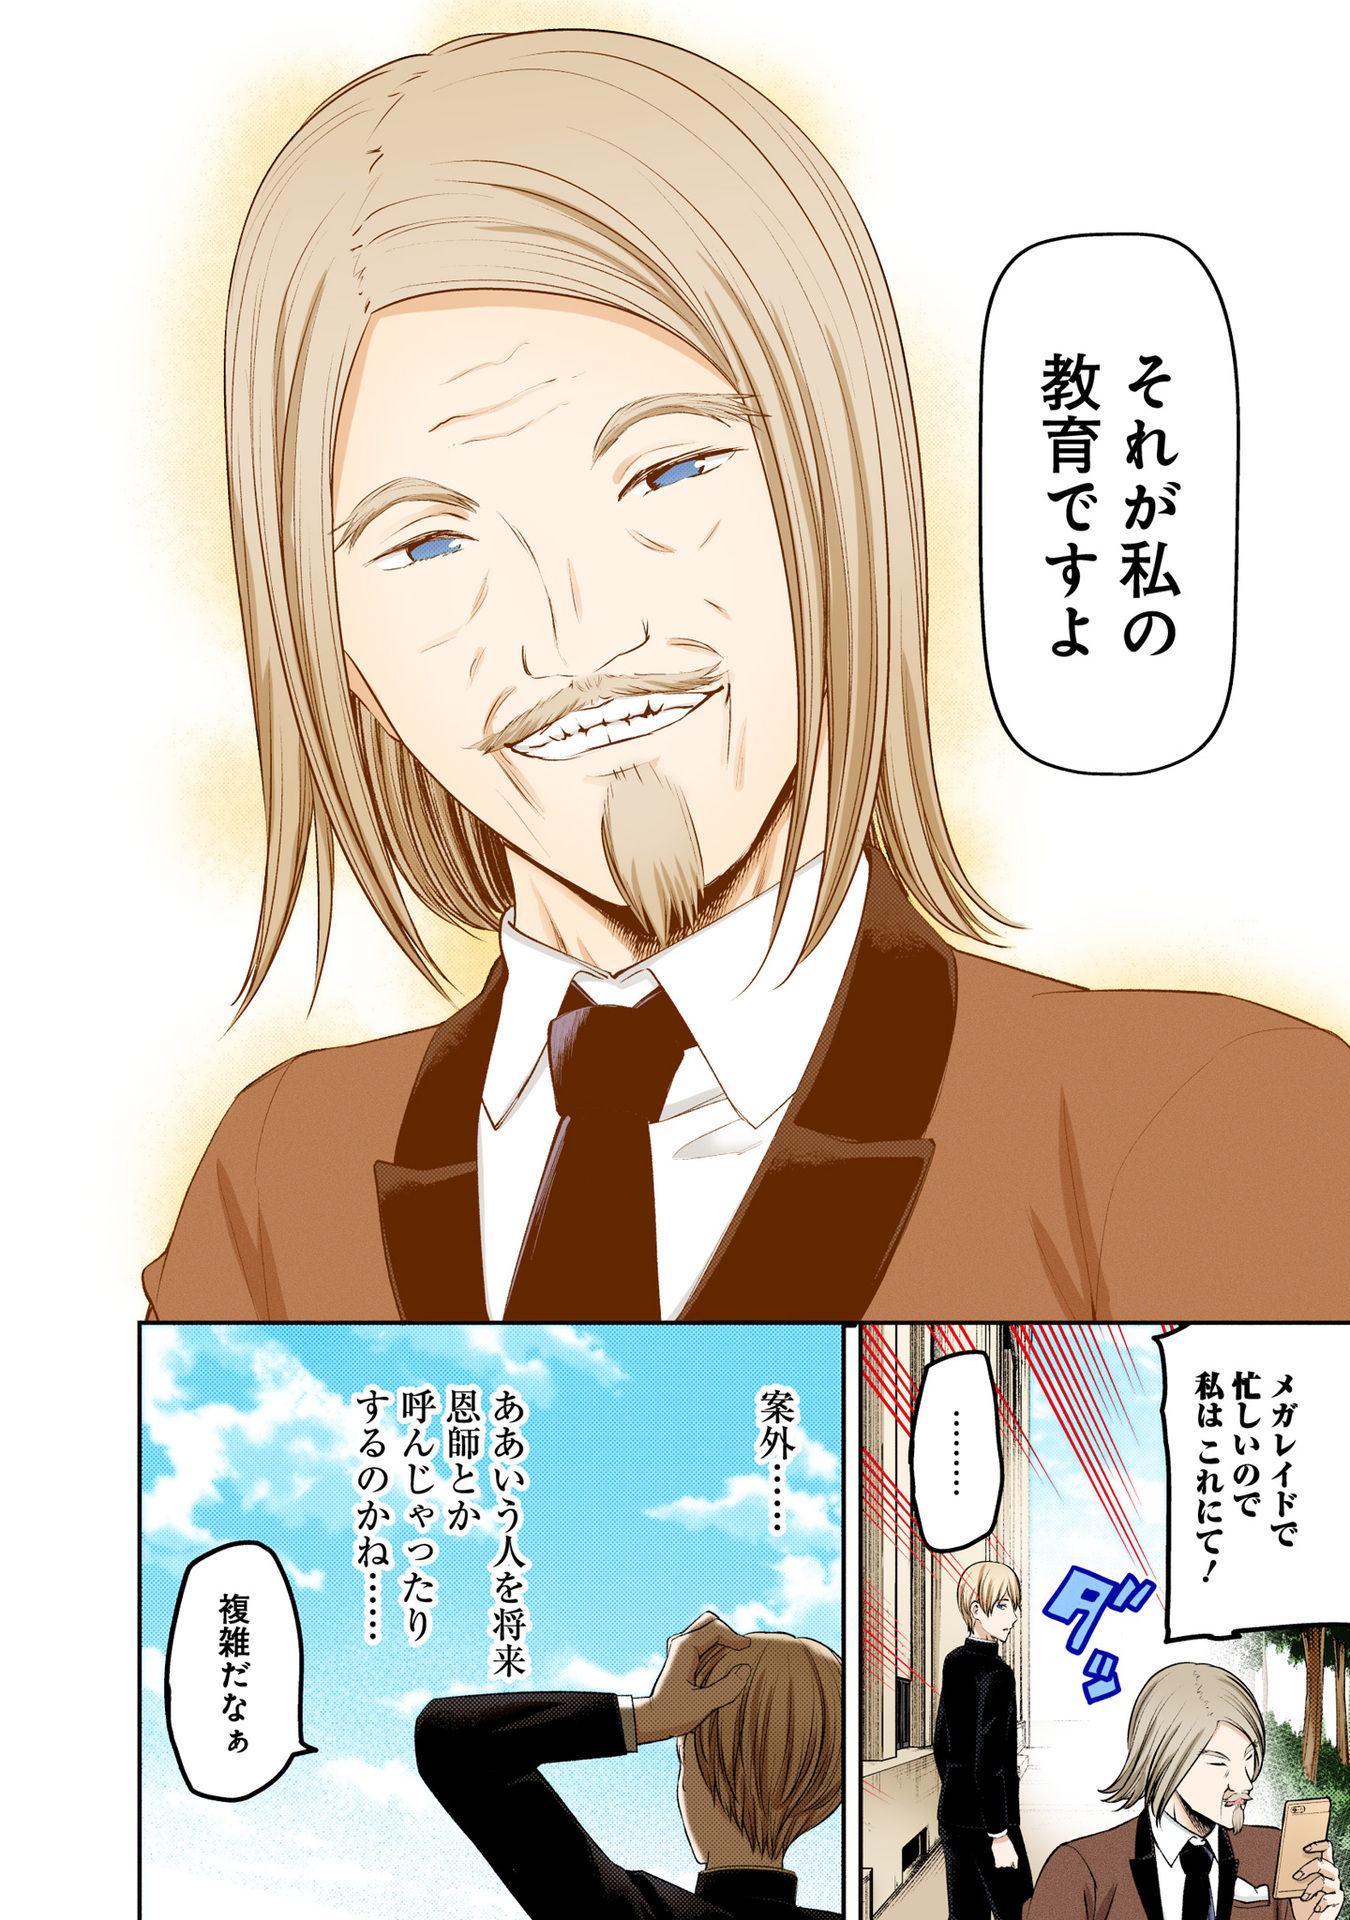 それが私の
教育ですよ
メガレイドで
忙しいので
私はこれにて！
ダッ
………
案外……
ああいう人を将来
恩師とか
呼んじゃったり
するのかね……
複雑だなぁ